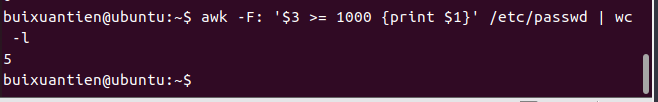 buixuantien@ubuntu:~$ awk -F: '$3 >= 1000 {print $1}' /etc/passwd | wc
 -l
5
buixuantien@ubuntu:~$